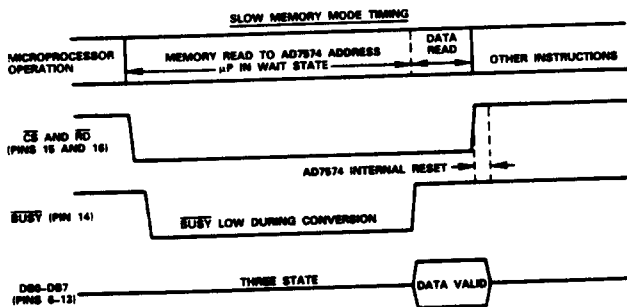 SLOW MEMORY MODE TIMING
MICROPROCESSOR
OPERATION
MEMORY READ TO AD7574 ADDRESS
μP IN WAIT STATE
DATA
READ
OTHER INSTRUCTIONS
CS AND RD
(PINS 15 AND 16)
AD7574 INTERNAL RESET
BUSY (PIN 14)
BUSY LOW DURING CONVERSION
DB0-DB7
(PINS 6-13)
THREE STATE
DATA VALID